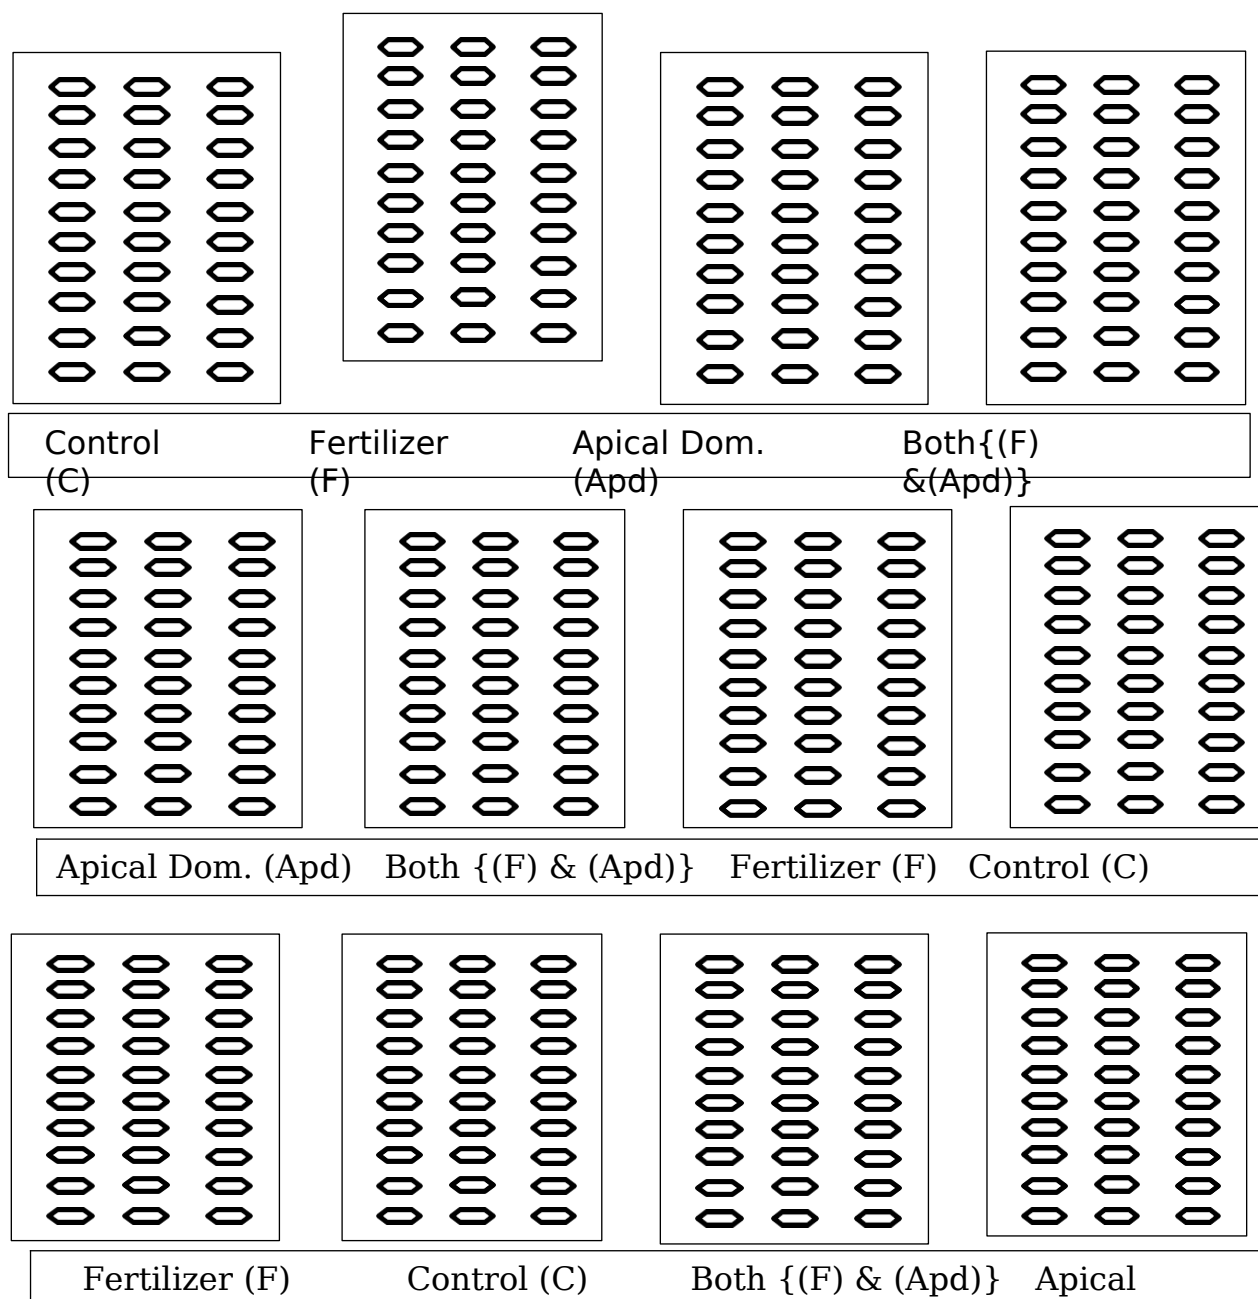 Control Fertilizer Apical Dom. Both{(F)
(C) (F) (Apd) &(Apd)}
Apical Dom. (Apd) Both {(F) & (Apd)} Fertilizer (F) Control (C)
Fertilizer (F) Control (C) Both {(F) & (Apd)} Apical